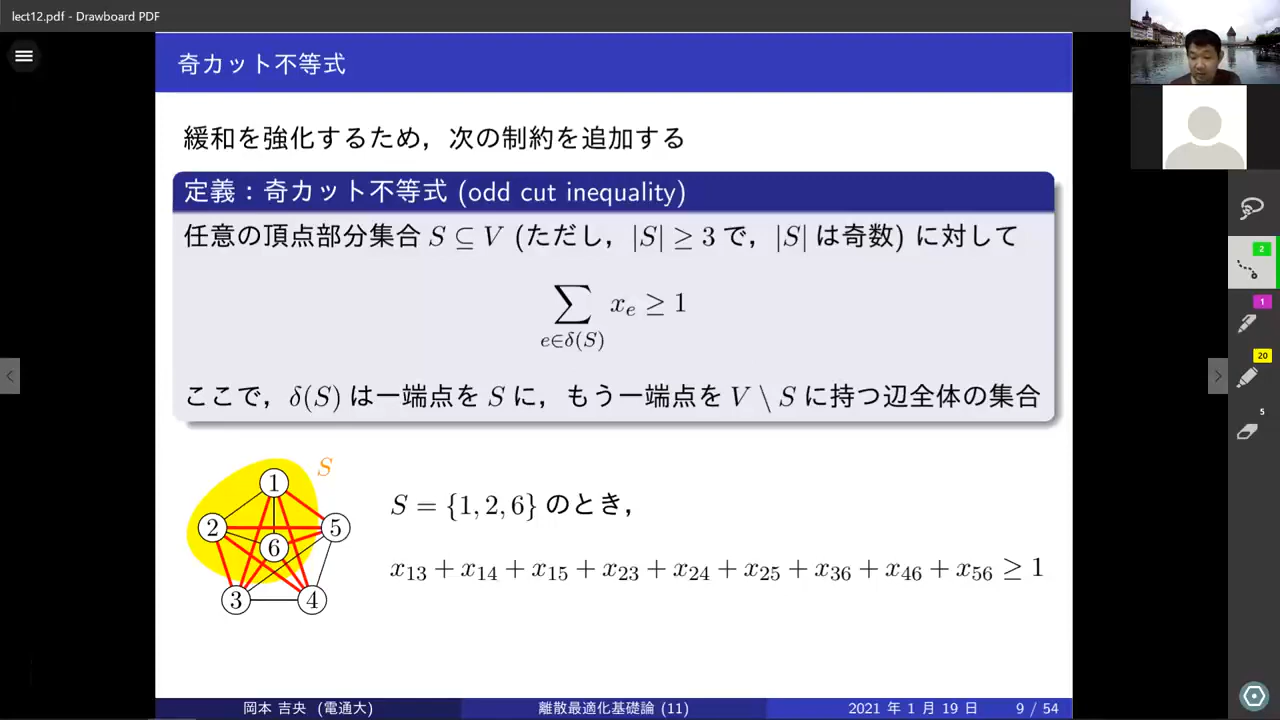 lect12.pdf - Drawboard PDF
奇カット不等式
緩和を強化するため，次の制約を追加する
定義：奇カット不等式 (odd cut inequality)
任意の頂点部分集合 S ⊆ V (ただし，|S| ≥ 3 で，|S| は奇数) に対して
∑ x_e ≥ 1
e∈δ(S)
ここで，δ(S) は一端点を S に，もう一端点を V \ S に持つ辺全体の集合
S
1
2
5
6
3
4
S = {1, 2, 6} のとき，
x_13 + x_14 + x_15 + x_23 + x_24 + x_25 + x_36 + x_46 + x_56 ≥ 1
岡本 吉央 (電通大)
離散最適化基礎論 (11)
2021 年 1 月 19 日
9 / 54
2
1
20
5